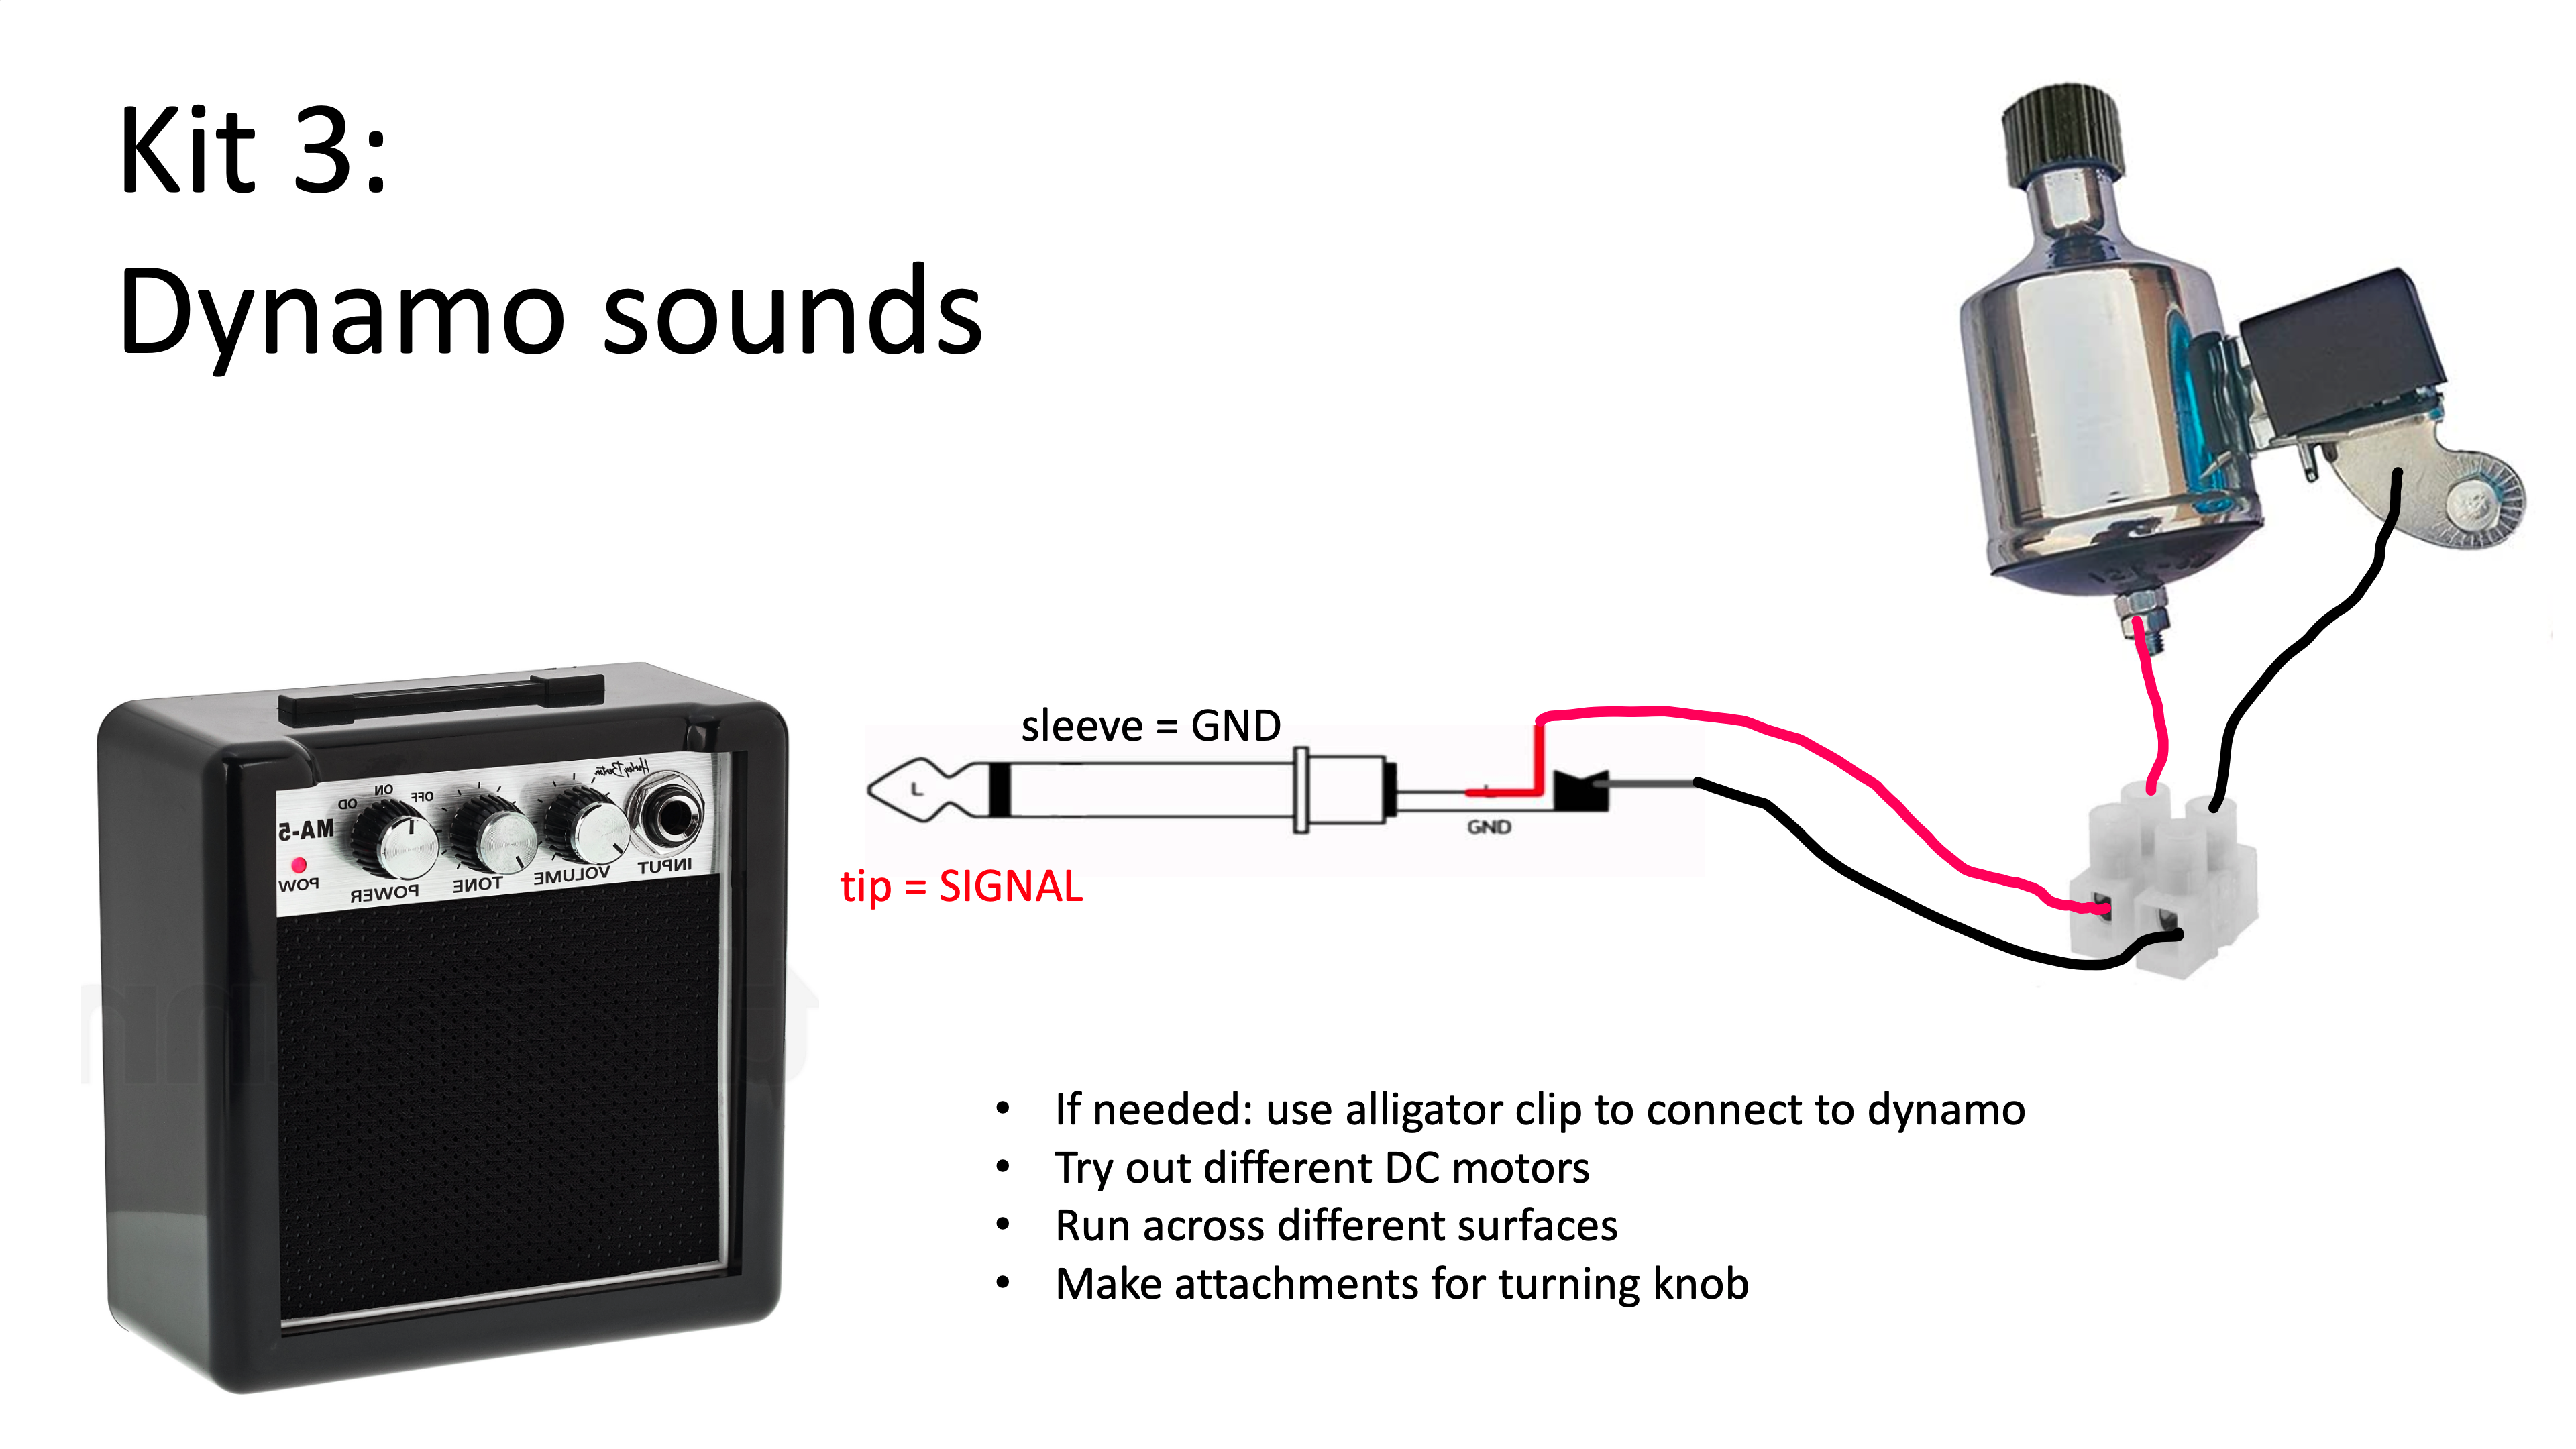 Kit 3:
Dynamo sounds
sleeve = GND
L
GND
tip = SIGNAL
Harley Benton
OD ON OFF
MA-5
POW
POWER TONE VOLUME INPUT
• If needed: use alligator clip to connect to dynamo
• Try out different DC motors
• Run across different surfaces
• Make attachments for turning knob